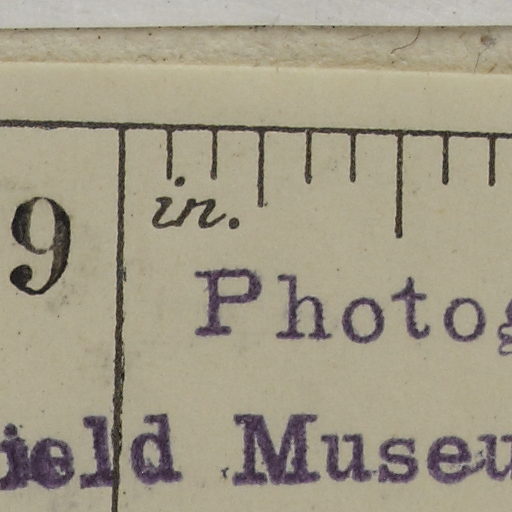 in.
9
Photog
ield Museu